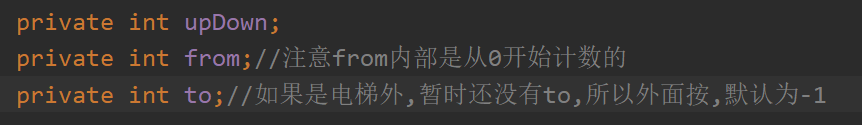 private int upDown;
private int from;//注意from内部是从0开始计数的
private int to;//如果是电梯外,暂时还没有to,所以外面按,默认为-1